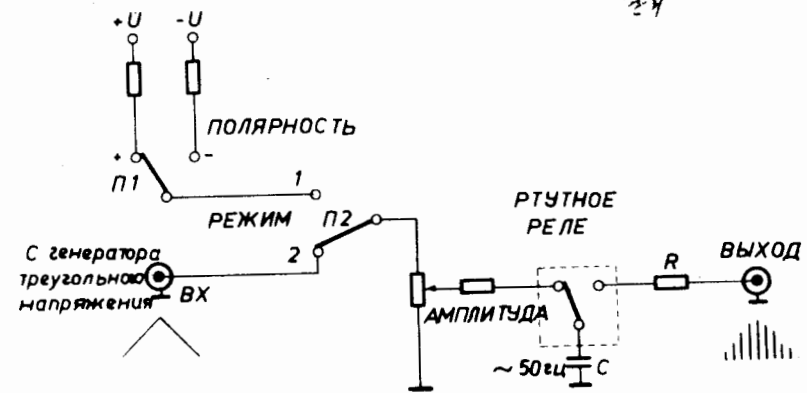 +U -U
ПОЛЯРНОСТЬ
+ -
П1
1
РЕЖИМ П2
2
РТУТНОЕ
РЕЛЕ
С генератора
треугольного
напряжения
ВХ
АМПЛИТУДА
R
ВЫХОД
~50гц C